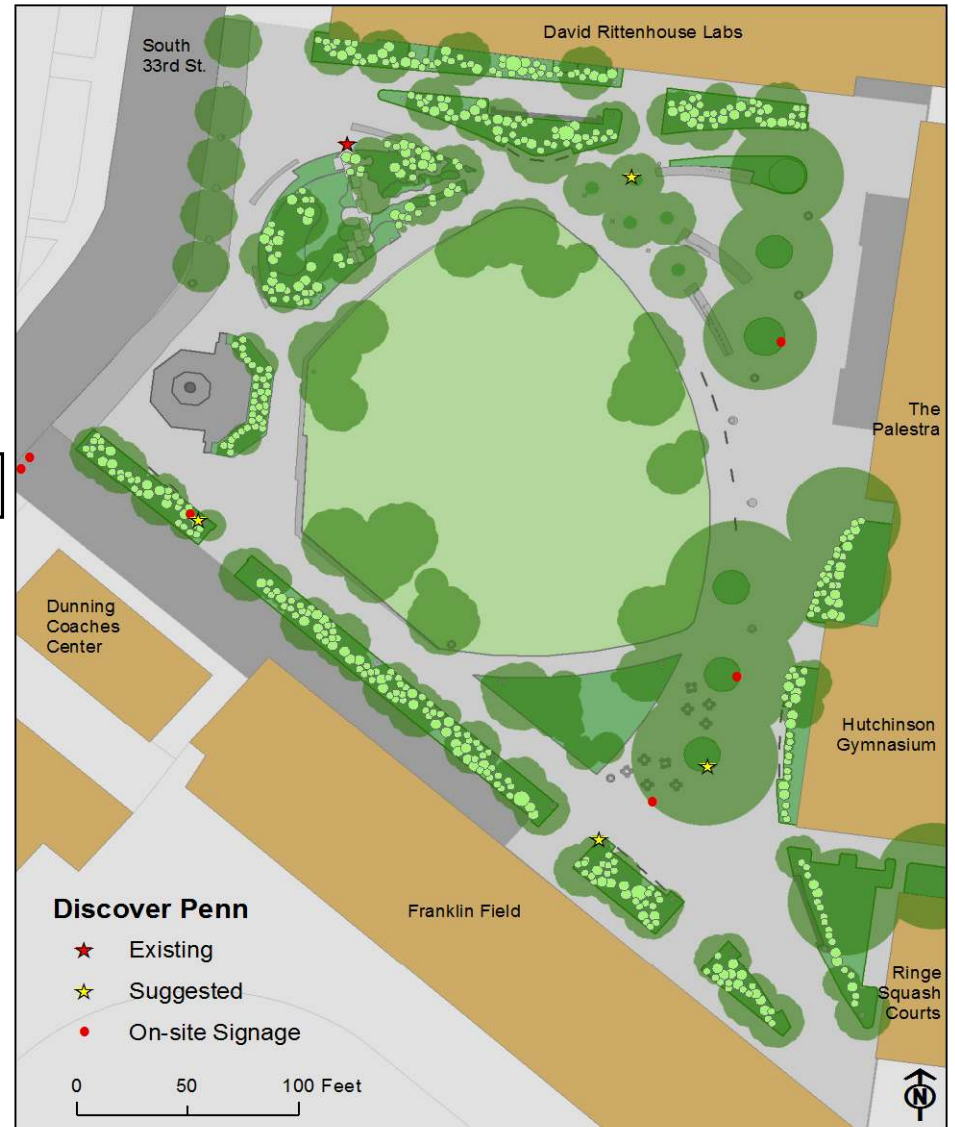 David Rittenhouse Labs
South
33rd St.
The
Palestra
Dunning
Coaches
Center
Hutchinson
Gymnasium
Franklin Field
Ringe
Squash
Courts
Discover Penn
Existing
Suggested
On-site Signage
0 50 100 Feet
N